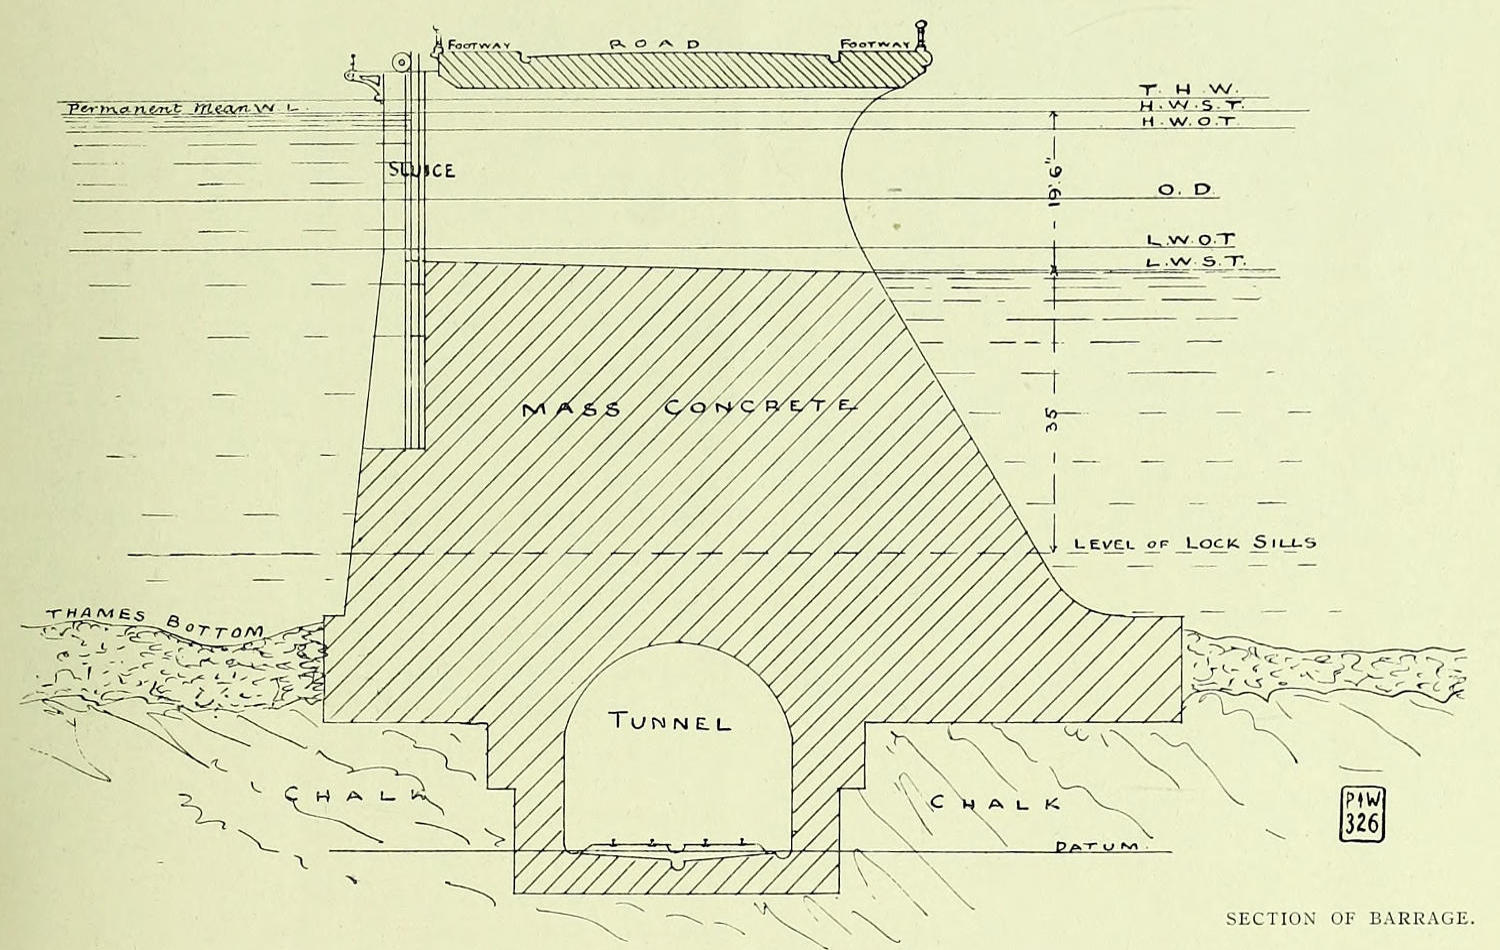 FOOTWAY ROAD FOOTWAY
T. H. W.
Permanent Mean W. L.
H.W.S.T.
H.W.O.T.
SLUICE
19'.6"
O. D.
L.W.O.T
L.W.S.T.
MASS CONCRETE
35
LEVEL OF LOCK SILLS
THAMES BOTTOM
TUNNEL
CHALK
CHALK
P&W
326
DATUM.
SECTION OF BARRAGE.